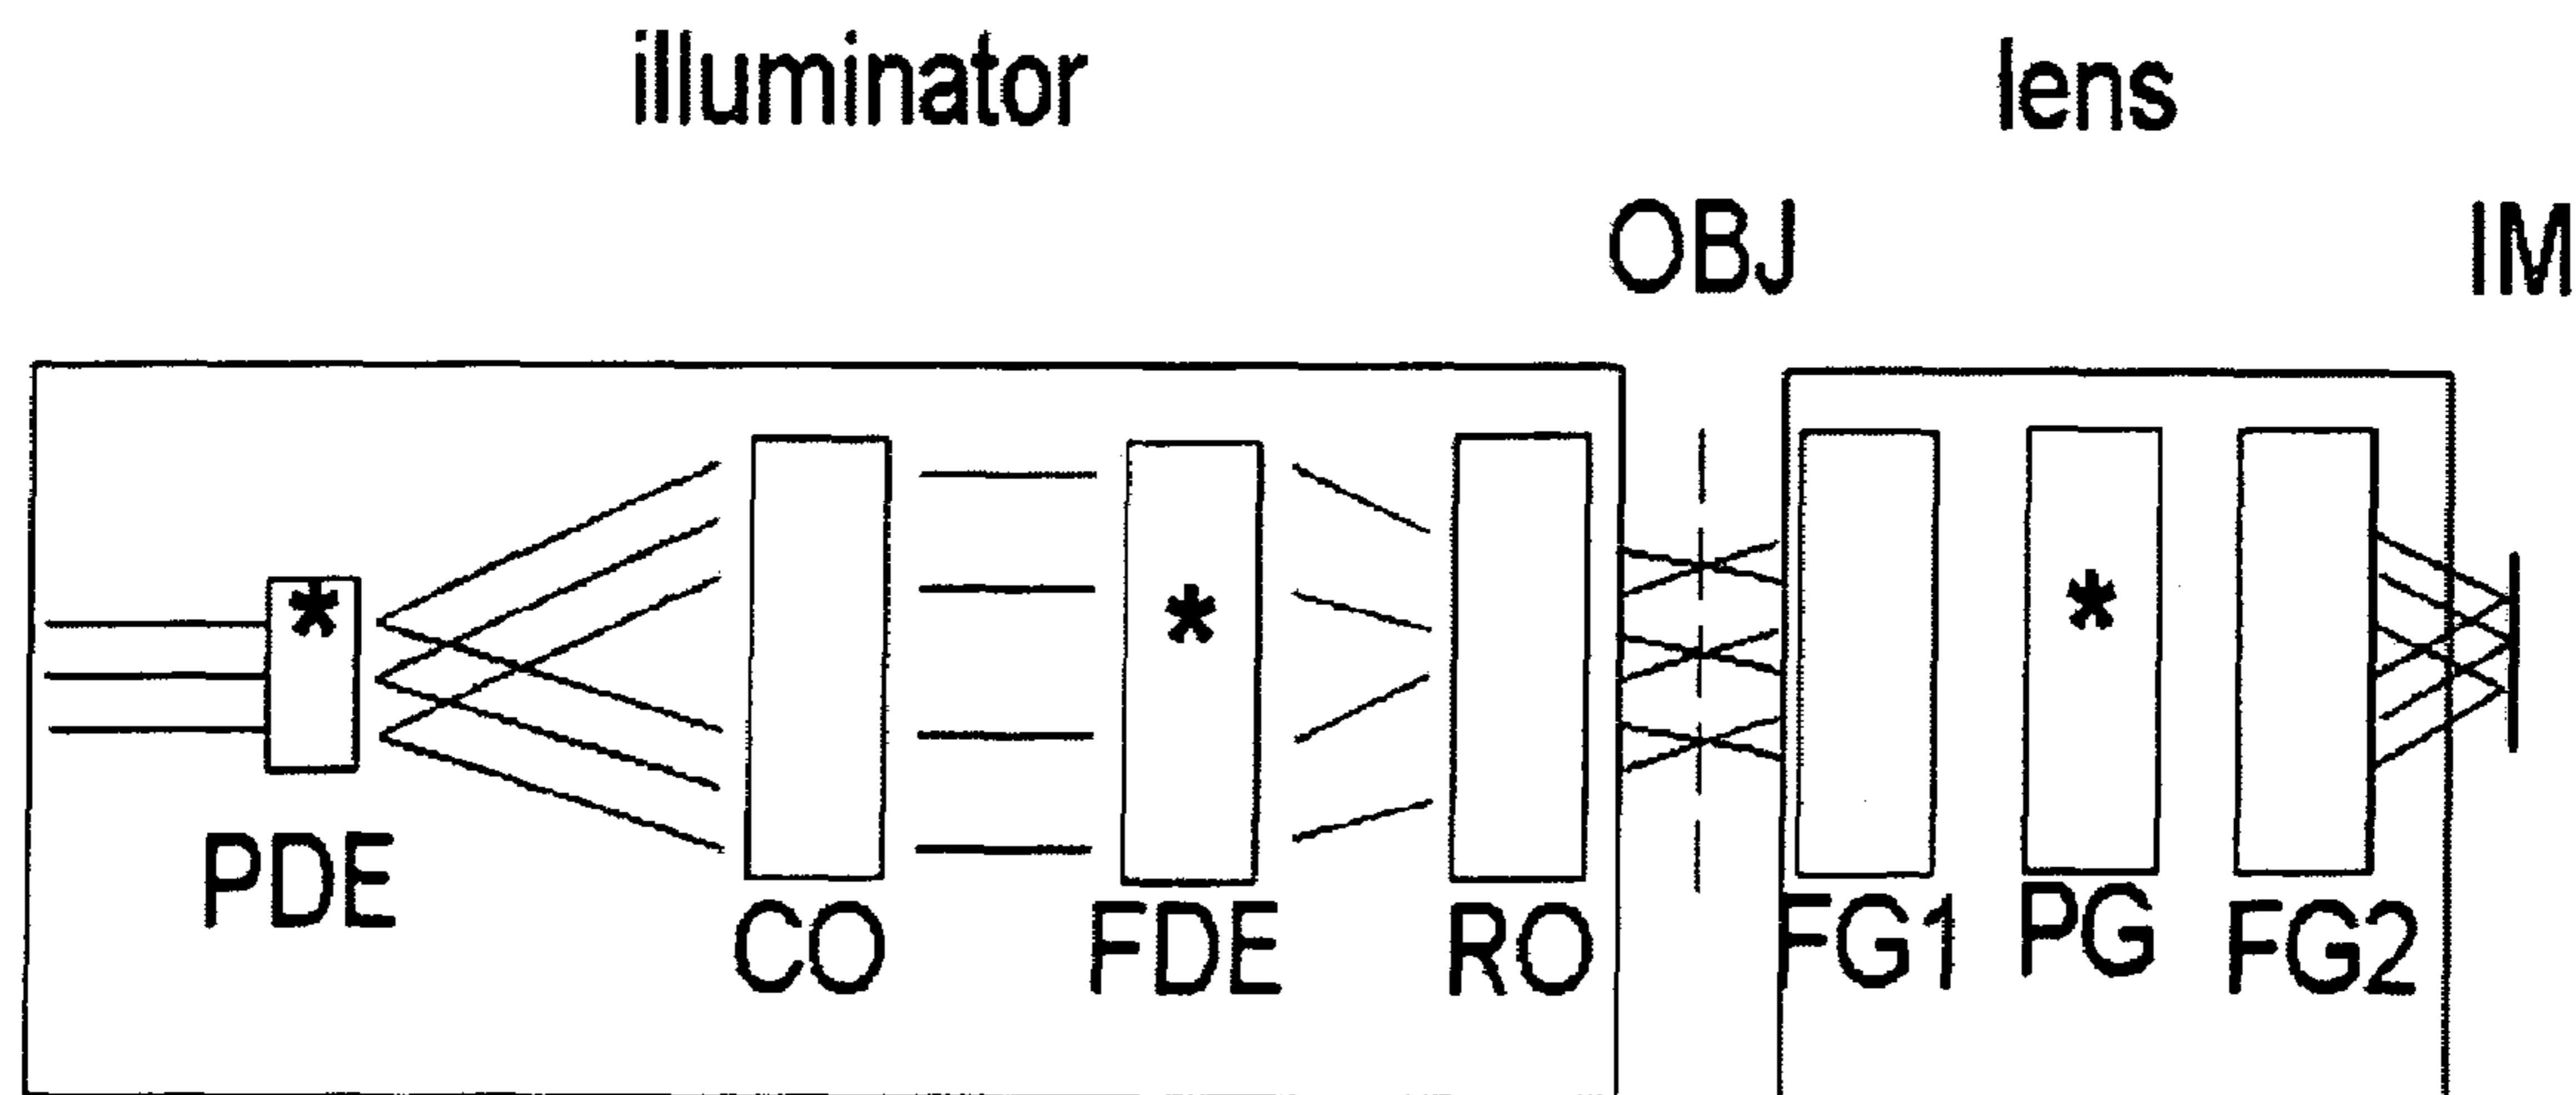 illuminator lens
OBJ IM
* * *
PDE CO FDE RO FG1 PG FG2